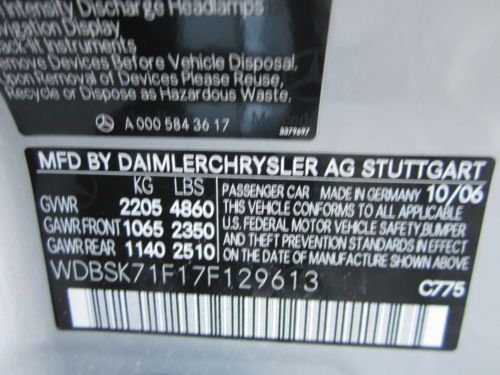 Intensity Discharge Headlamps
Navigation Display
Back-lit Instruments
Remove Devices Before Vehicle Disposal.
Upon Removal of Devices Please Reuse,
Recycle or Dispose as Hazardous Waste.
A 000 584 36 17
3379697
MFD BY DAIMLERCHRYSLER AG STUTTGART
KG LBS PASSENGER CAR MADE IN GERMANY 10/06
GVWR 2205 4860 THIS VEHICLE CONFORMS TO ALL APPLICABLE
GAWR FRONT 1065 2350 U.S. FEDERAL MOTOR VEHICLE SAFETY,BUMPER
GAWR REAR 1140 2510 AND THEFT PREVENTION STANDARDS IN EFFECT
ON THE DATE OF MANUFACTURE SHOWN ABOVE.
WDBSK71F17F129613
C775